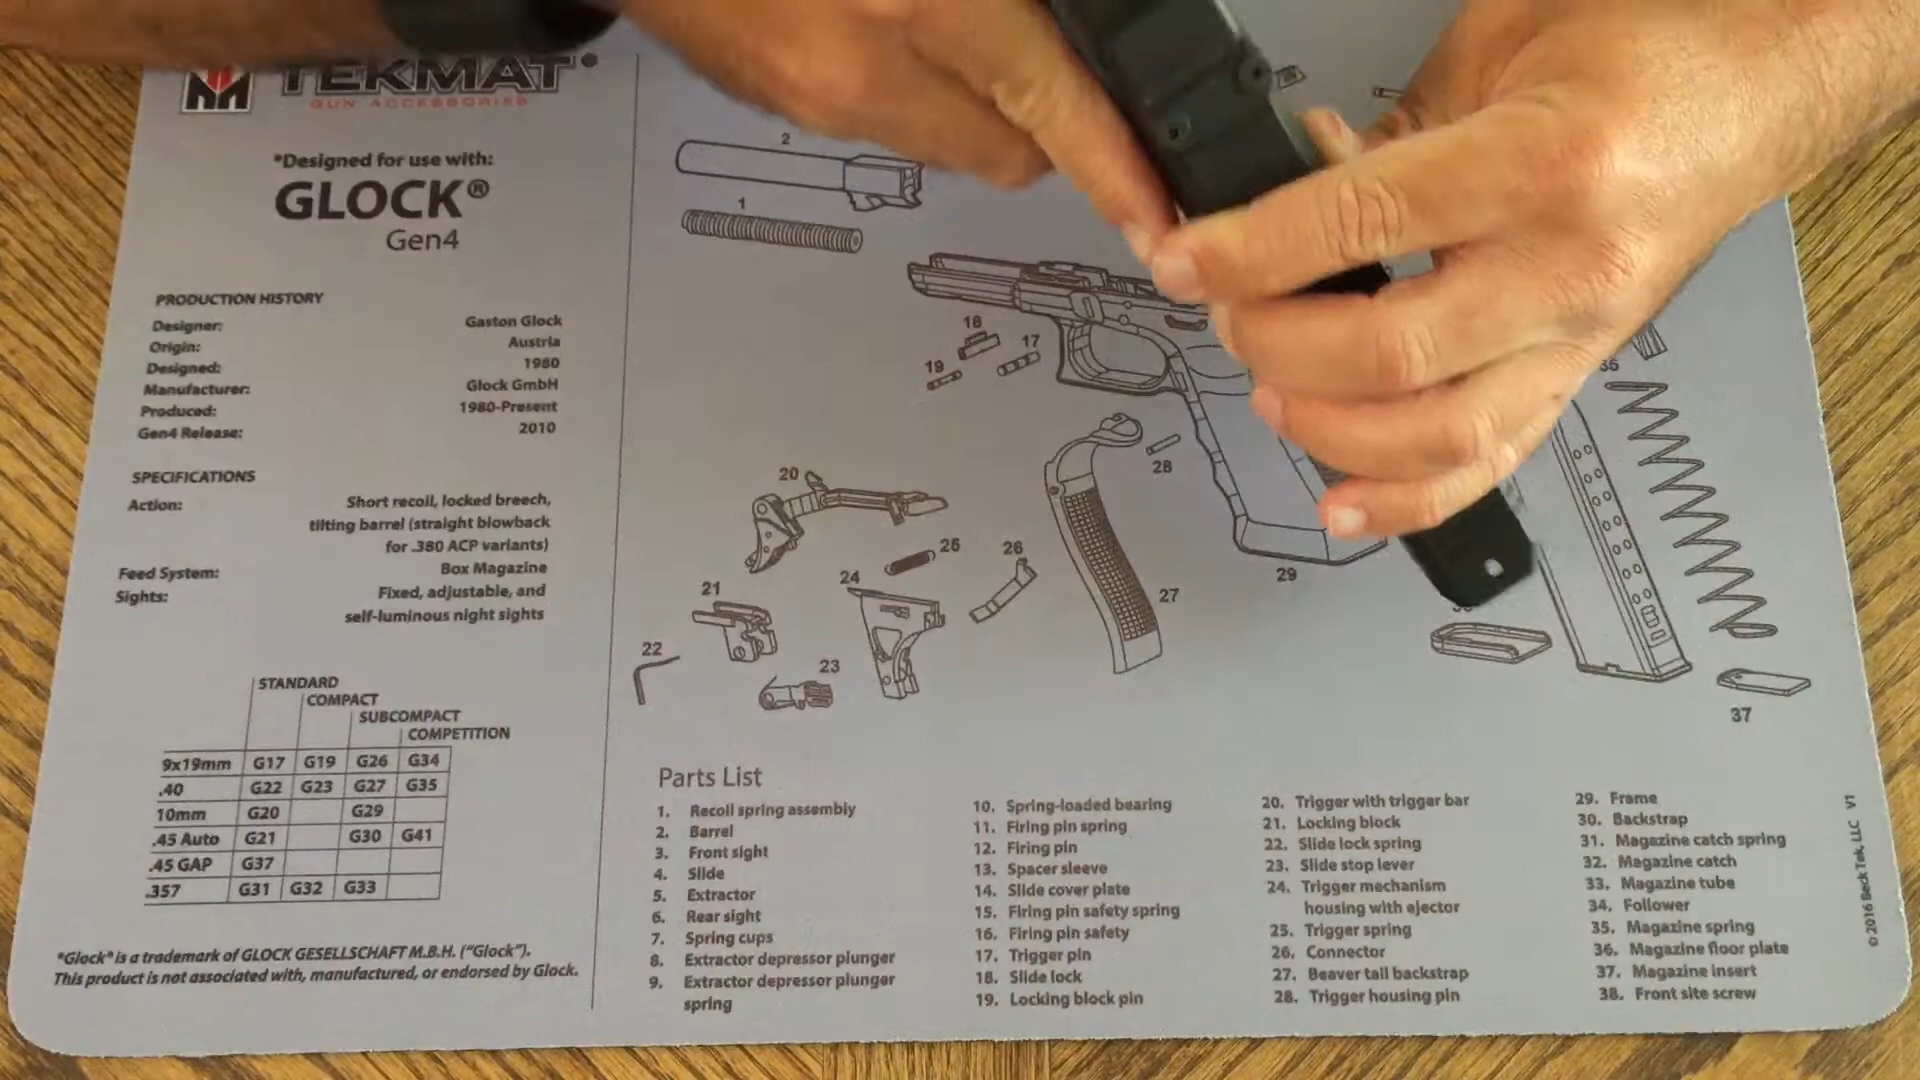 TEKMAT®
GUN ACCESSORIES
*Designed for use with:
GLOCK®
Gen4
PRODUCTION HISTORY
Designer: Gaston Glock
Origin: Austria
Designed: 1980
Manufacturer: Glock GmbH
Produced: 1980-Present
Gen4 Release: 2010
SPECIFICATIONS
Action: Short recoil, locked breech,
tilting barrel (straight blowback
for .380 ACP variants)
Feed System: Box Magazine
Sights: Fixed, adjustable, and
self-luminous night sights
STANDARD
COMPACT
SUBCOMPACT
COMPETITION
9x19mm G17 G19 G26 G34
.40 G22 G23 G27 G35
10mm G20 G29
.45 Auto G21 G30 G41
.45 GAP G37
.357 G31 G32 G33
*Glock® is a trademark of GLOCK GESELLSCHAFT M.B.H. ("Glock").
This product is not associated with, manufactured, or endorsed by Glock.
2
1
18
17
19
28
20
25
26
24
21
27
29
22
23
37
Parts List
1. Recoil spring assembly
2. Barrel
3. Front sight
4. Slide
5. Extractor
6. Rear sight
7. Spring cups
8. Extractor depressor plunger
9. Extractor depressor plunger
spring
10. Spring-loaded bearing
11. Firing pin spring
12. Firing pin
13. Spacer sleeve
14. Slide cover plate
15. Firing pin safety spring
16. Firing pin safety
17. Trigger pin
18. Slide lock
19. Locking block pin
20. Trigger with trigger bar
21. Locking block
22. Slide lock spring
23. Slide stop lever
24. Trigger mechanism
housing with ejector
25. Trigger spring
26. Connector
27. Beaver tail backstrap
28. Trigger housing pin
29. Frame
30. Backstrap
31. Magazine catch spring
32. Magazine catch
33. Magazine tube
34. Follower
35. Magazine spring
36. Magazine floor plate
37. Magazine insert
38. Front site screw
© 2016 Beck Tek, LLC V1